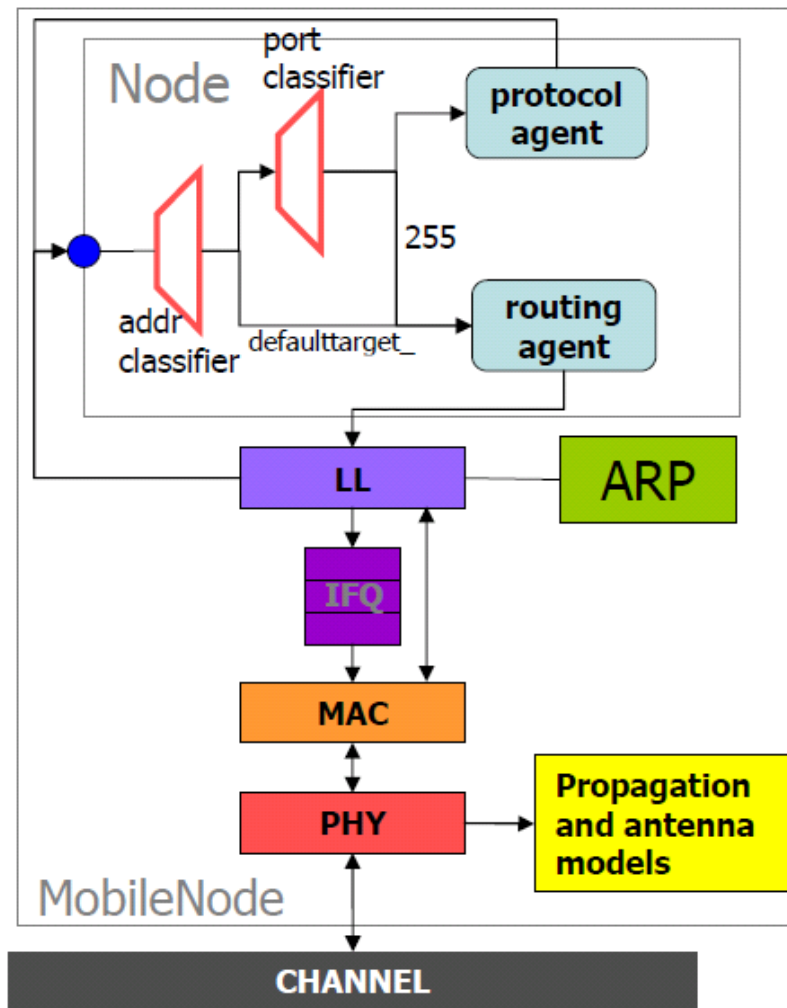 port
classifier
Node
protocol
agent
255
addr
classifier
defaulttarget_
routing
agent
LL
ARP
IFQ
MAC
PHY
Propagation
and antenna
models
MobileNode
CHANNEL